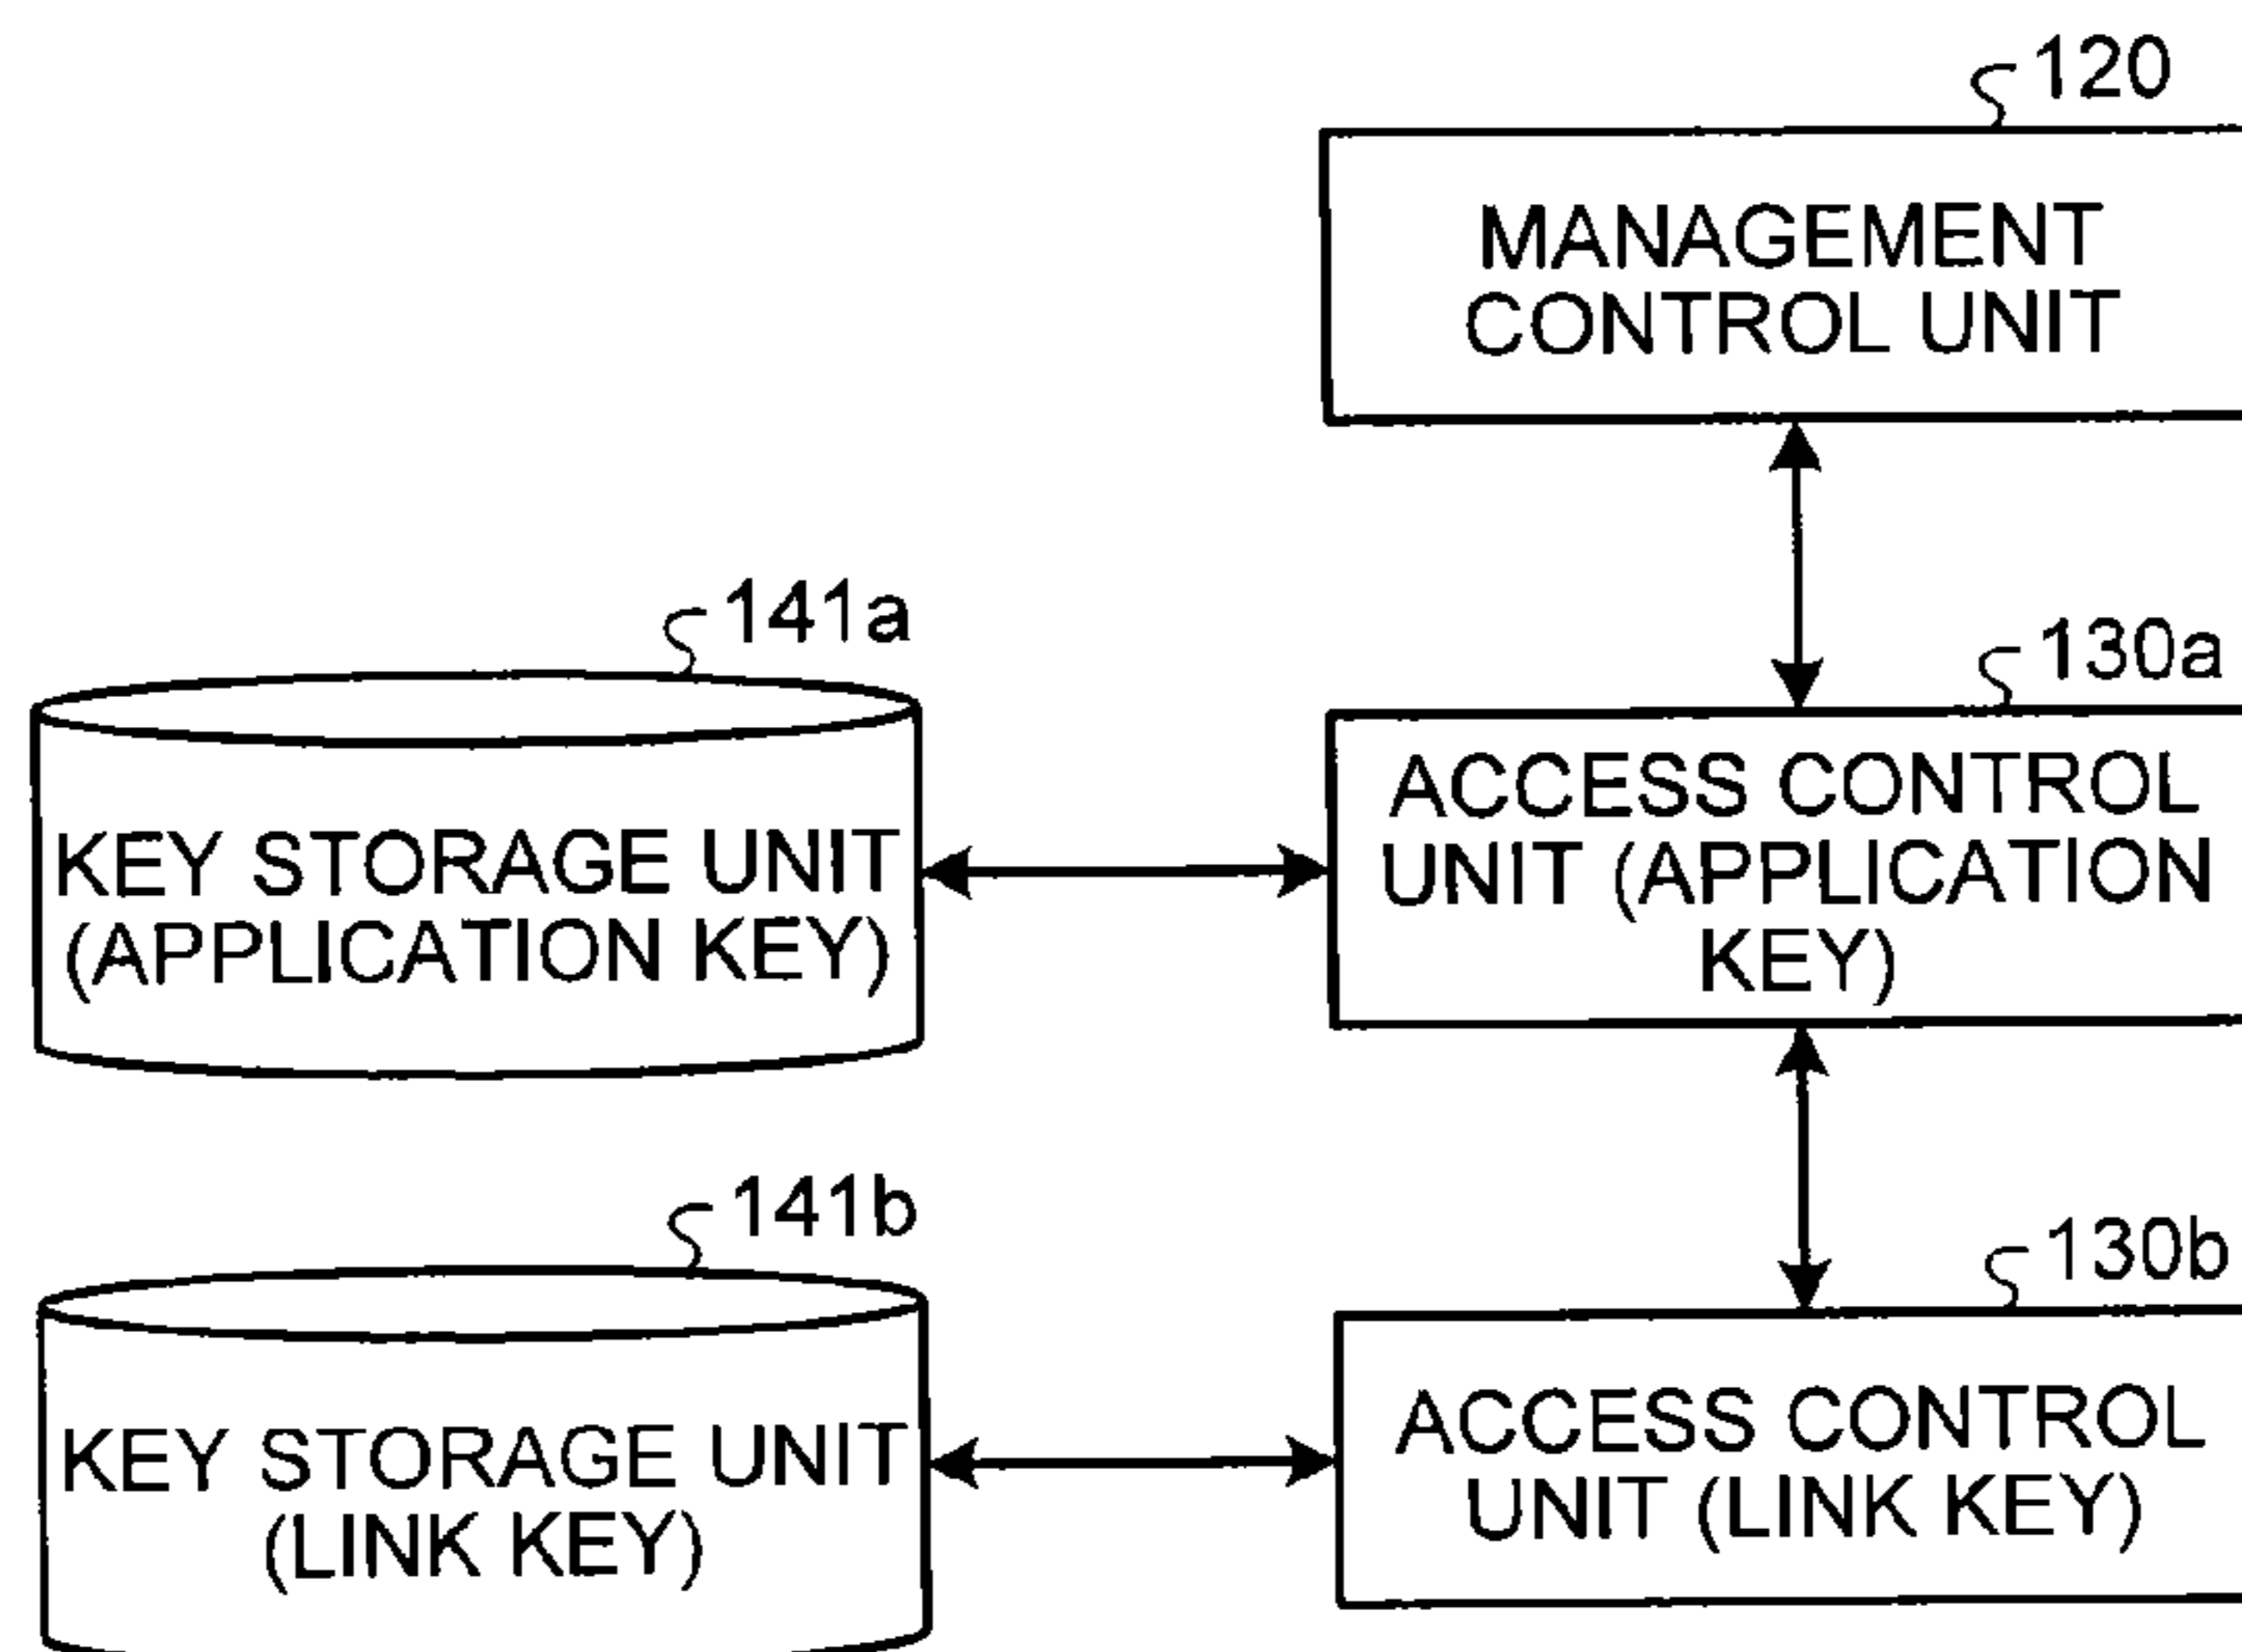 120
MANAGEMENT
CONTROL UNIT
141a
KEY STORAGE UNIT
(APPLICATION KEY)
130a
ACCESS CONTROL
UNIT (APPLICATION
KEY)
141b
KEY STORAGE UNIT
(LINK KEY)
130b
ACCESS CONTROL
UNIT (LINK KEY)